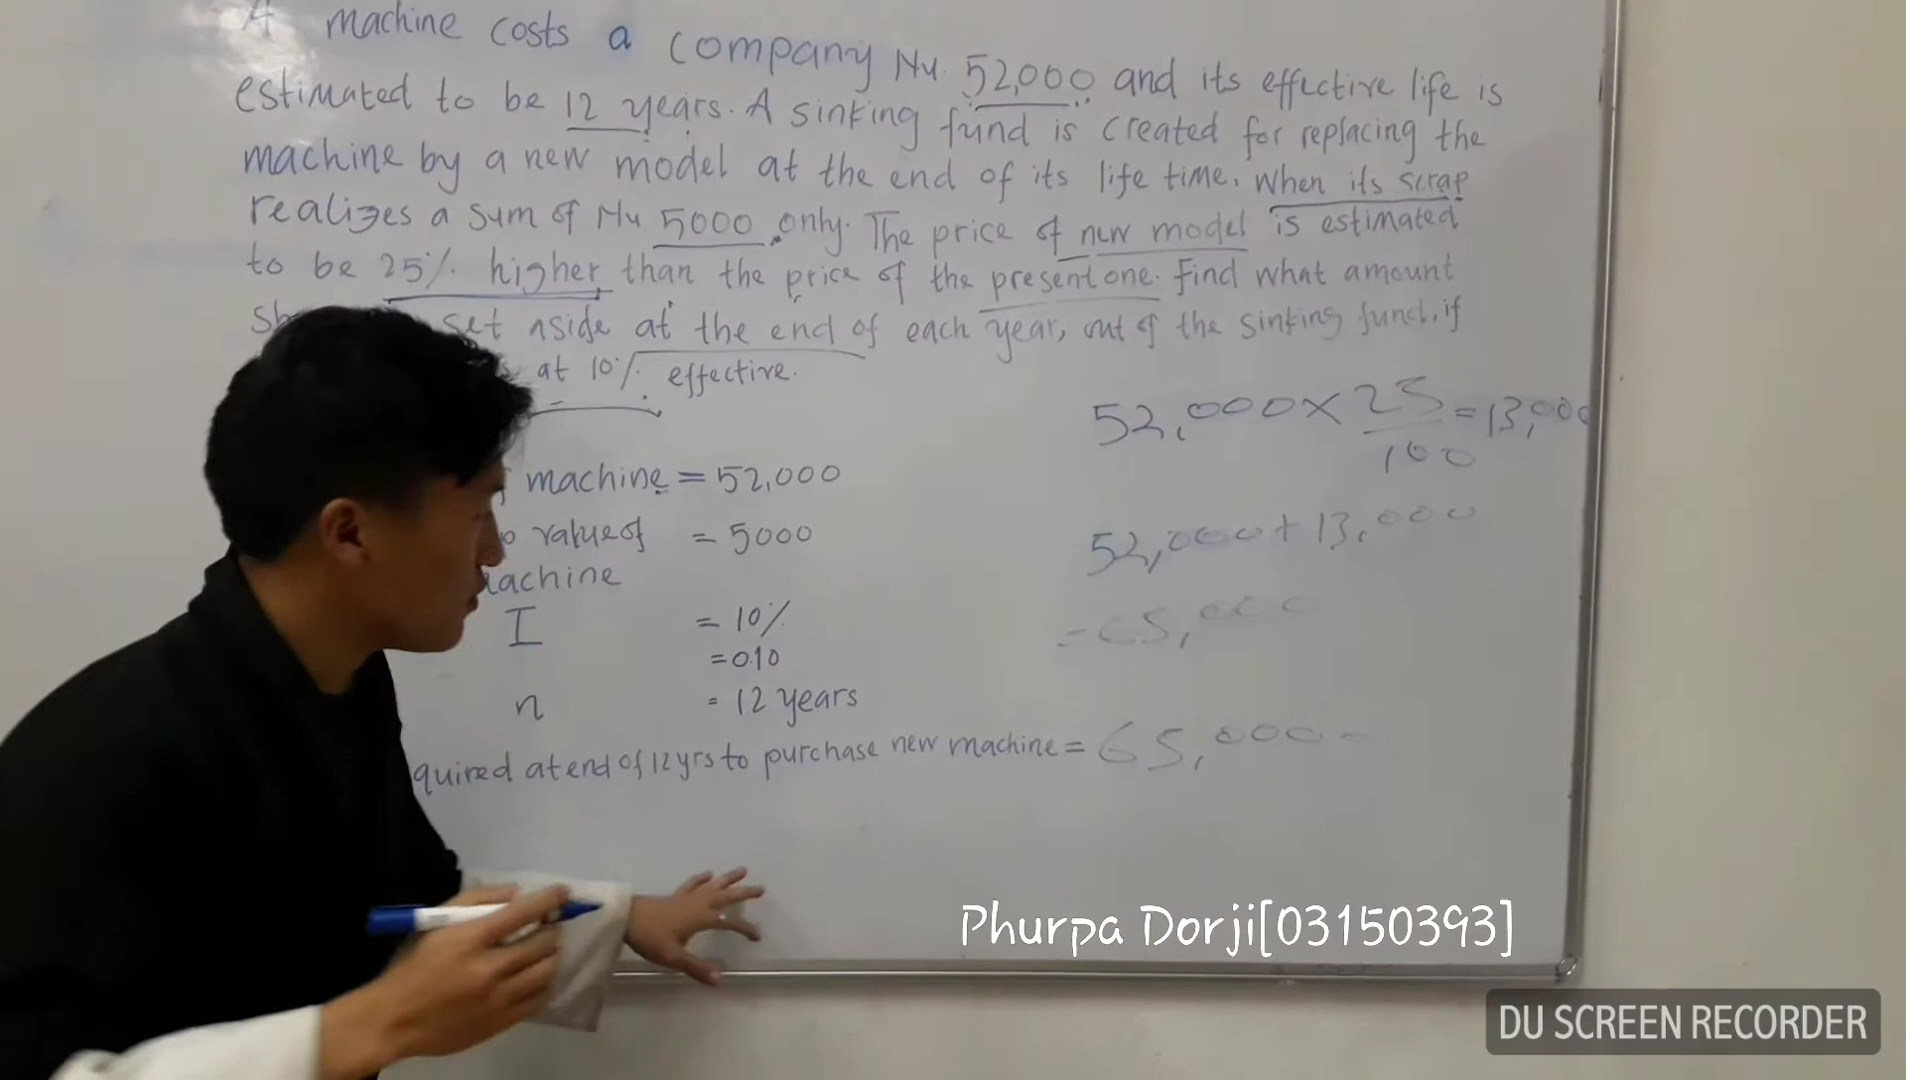 A machine costs a company Nu. 52,000 and its effective life is
estimated to be 12 years. A sinking fund is created for replacing the
machine by a new model at the end of its life time. When its scrap
realizes a sum of Nu 5000 only. The price of new model is estimated
to be 25% higher than the price of the present one. Find what amount
set aside at the end of each year, out of the sinking fund, if
at 10% effective.
52,000 × 25/100 = 13,000
machine = 52,000
value of = 5000
machine
52,000 + 13,000
I = 10%
= 65,000
= 0.10
n = 12 years
quired at end of 12 yrs to purchase new machine = 65,000
Phurpa Dorji[03150393]
DU SCREEN RECORDER